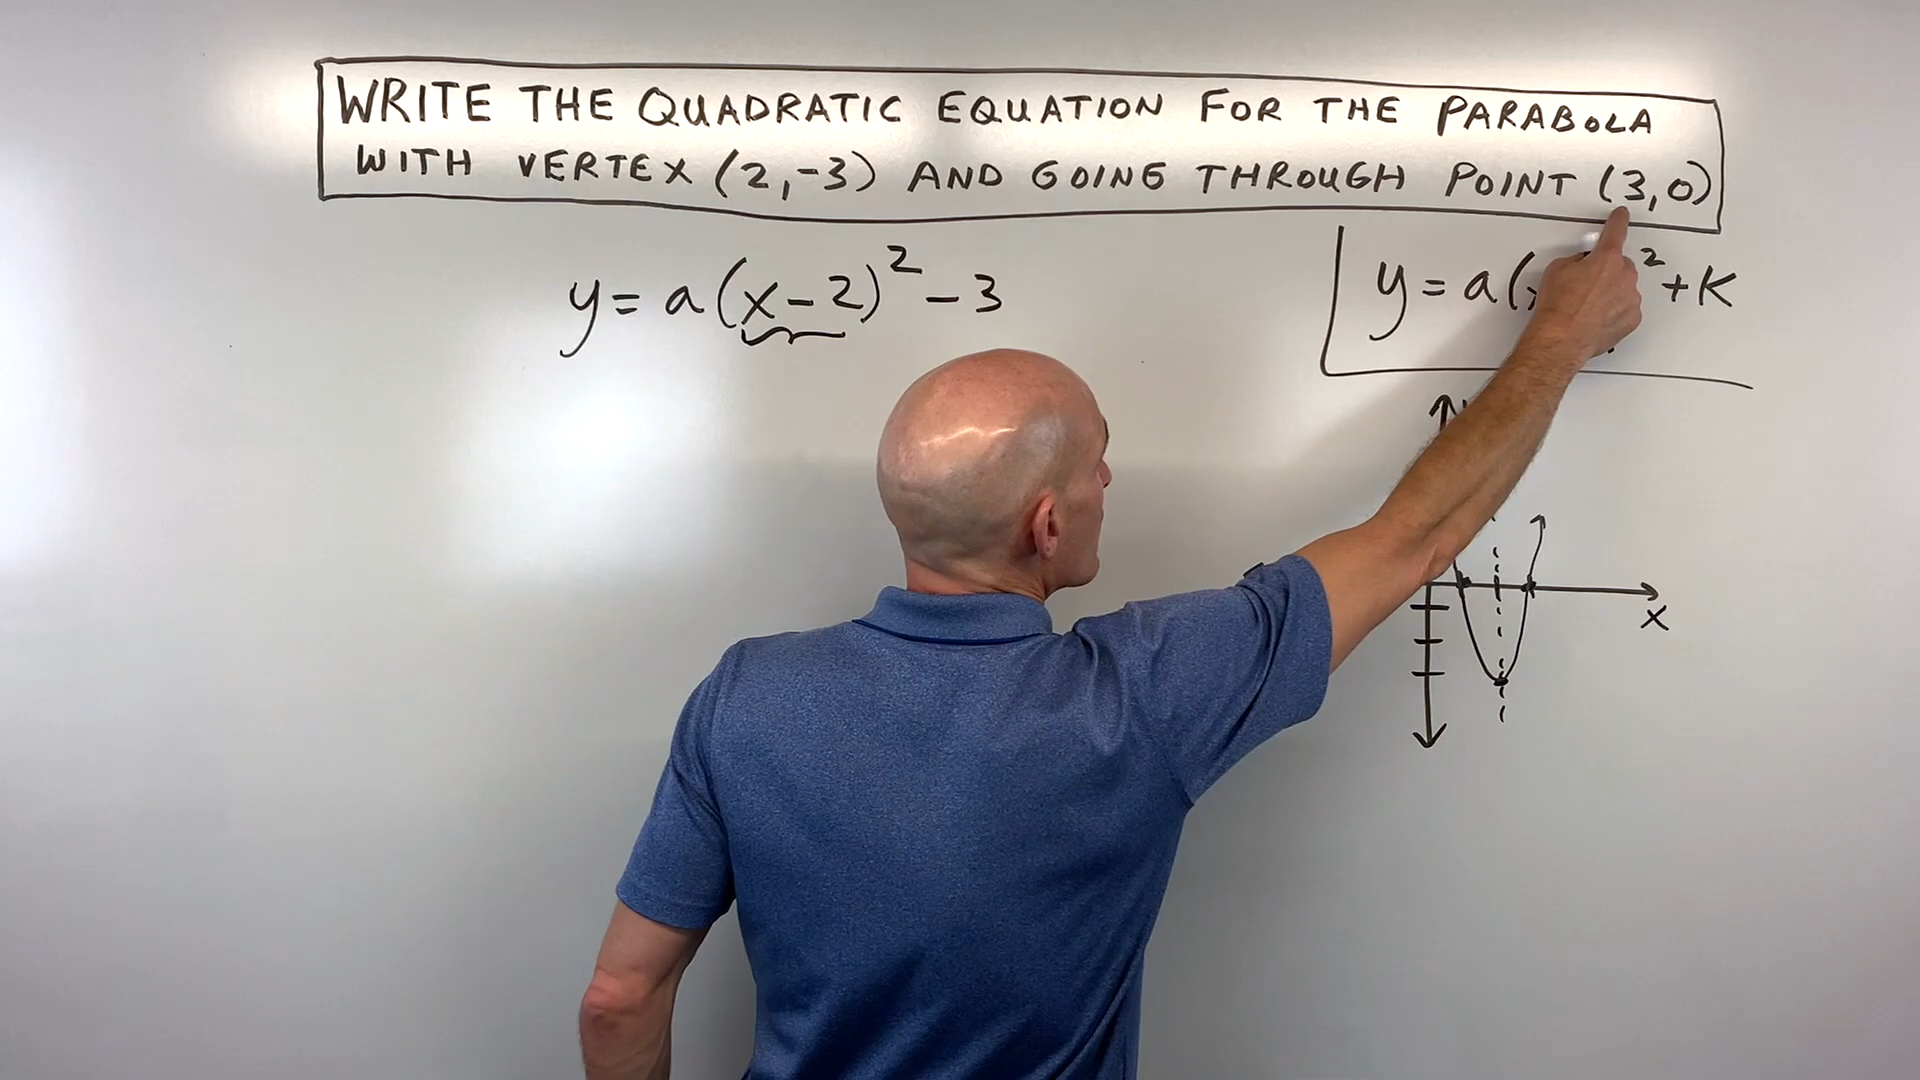 WRITE THE QUADRATIC EQUATION FOR THE PARABOLA
WITH VERTEX (2,-3) AND GOING THROUGH POINT (3,0)
y = a(x-2)² - 3
y = a( ² + K
x